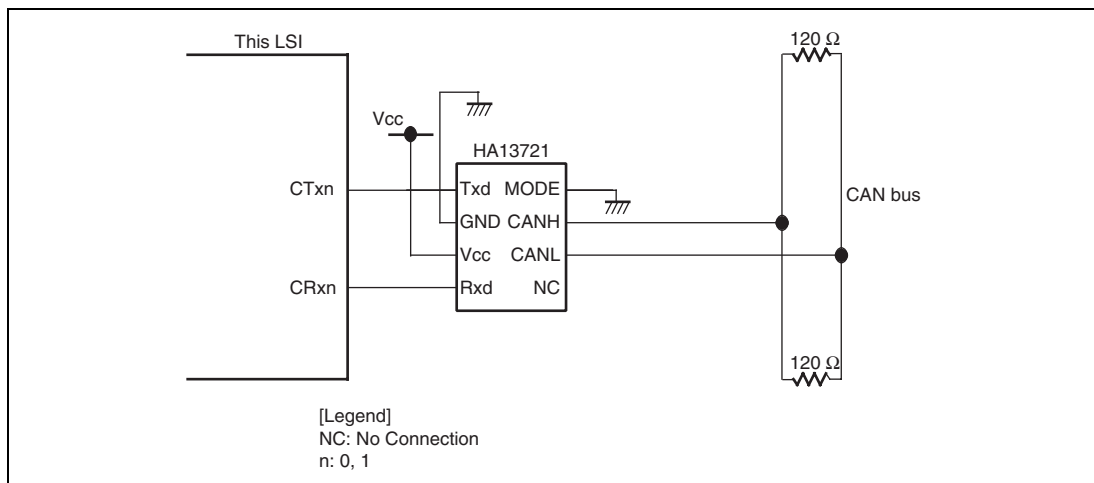 This LSI
120 Ω
Vcc
HA13721
CTxn
Txd MODE
CAN bus
GND CANH
Vcc CANL
CRxn
Rxd NC
120 Ω
[Legend]
NC: No Connection
n: 0, 1